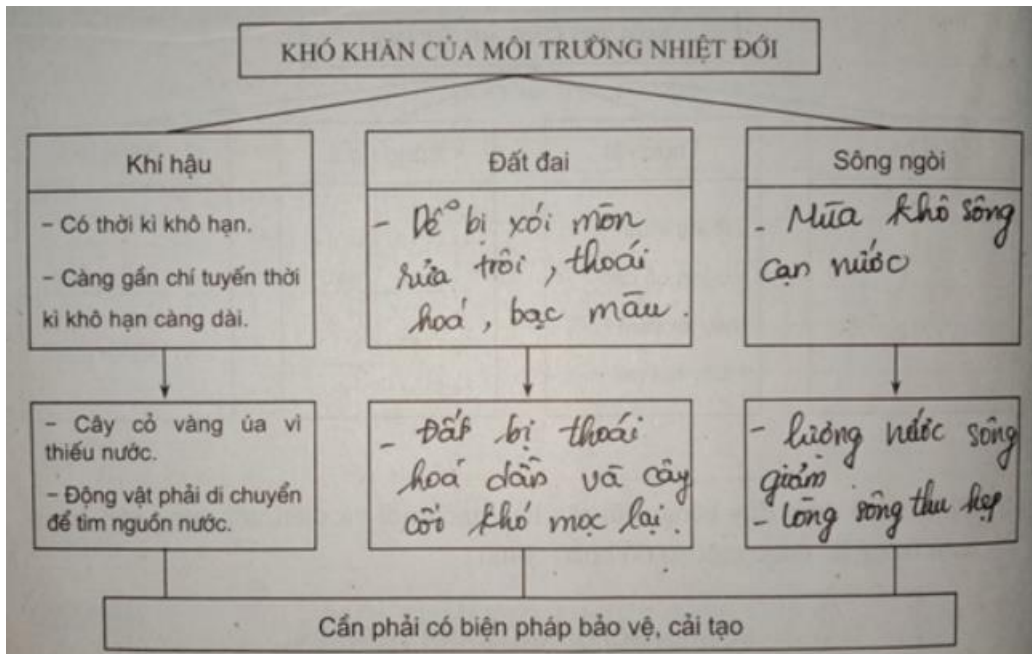 KHÓ KHĂN CỦA MÔI TRƯỜNG NHIỆT ĐỚI
Khí hậu
– Có thời kì khô hạn.
– Càng gần chí tuyến thời
kì khô hạn càng dài.
Đất đai
- Dễ bị xói mòn
rửa trôi, thoái
hoá, bạc màu.
Sông ngòi
- Mùa khô sông
cạn nước
– Cây cỏ vàng úa vì
thiếu nước.
– Động vật phải di chuyển
để tìm nguồn nước.
- Đất bị thoái
hoá dần và cây
cối khó mọc lại.
- lượng nước sông
giảm
- lòng sông thu hẹp
Cần phải có biện pháp bảo vệ, cải tạo